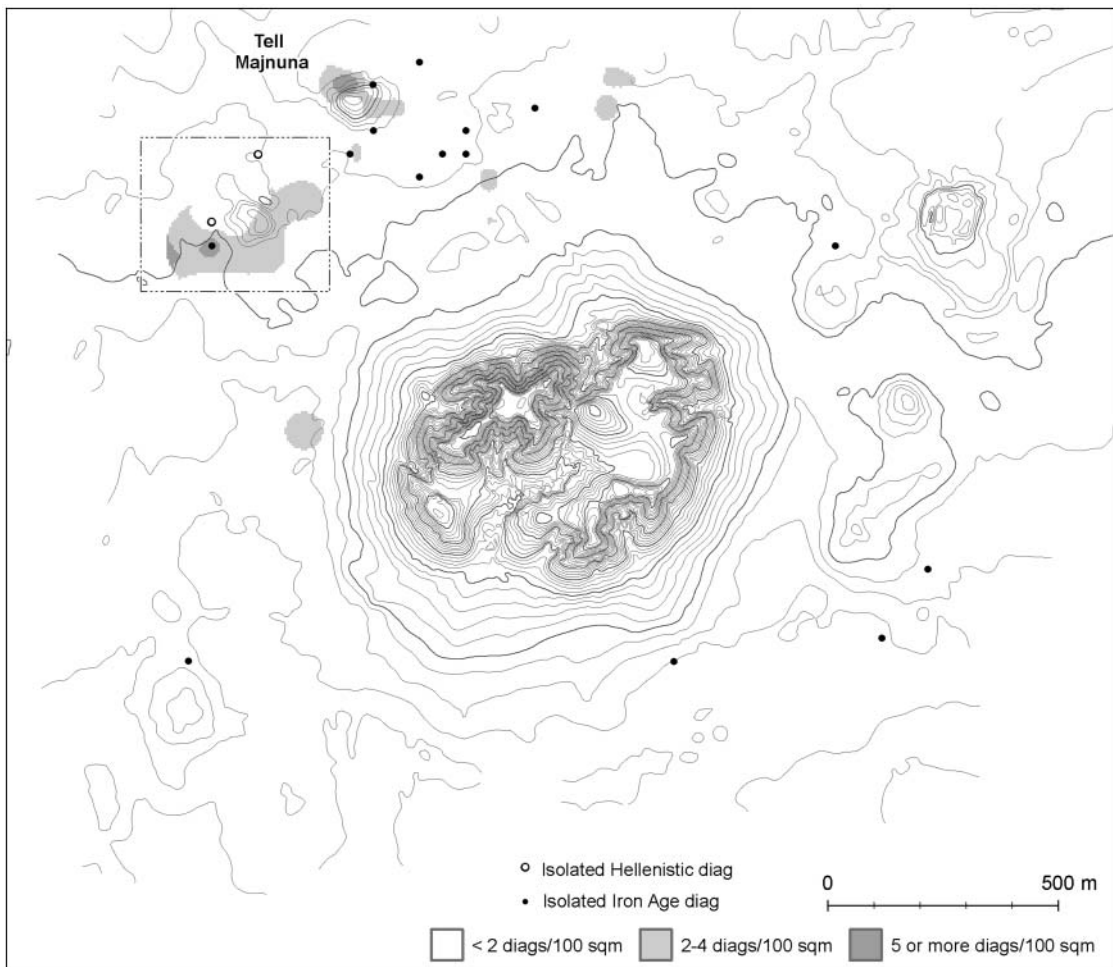 Tell
Majnuna
Isolated Hellenistic diag
Isolated Iron Age diag
0 500 m
< 2 diags/100 sqm 2-4 diags/100 sqm 5 or more diags/100 sqm